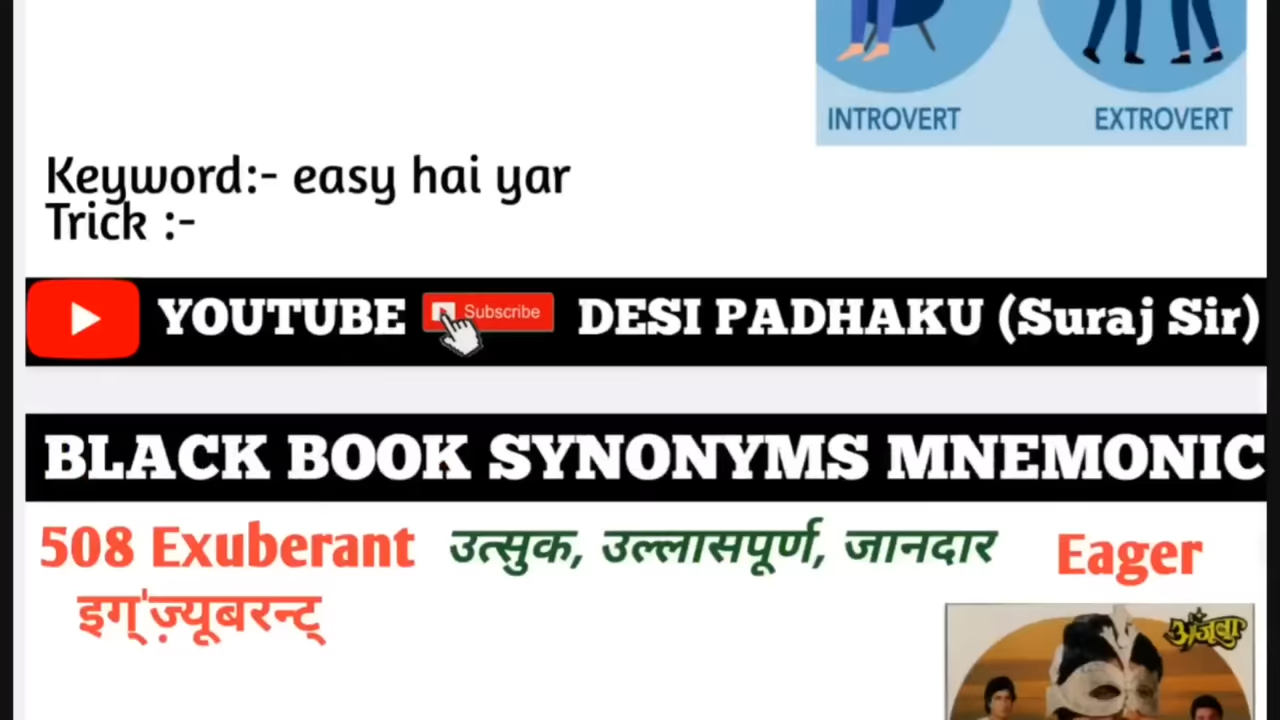 INTROVERT EXTROVERT
Keyword:- easy hai yar
Trick :-
YOUTUBE Subscribe DESI PADHAKU (Suraj Sir)
BLACK BOOK SYNONYMS MNEMONIC
508 Exuberant उत्सुक, उल्लासपूर्ण, जानदार Eager
इग्'ज़्यूबरन्ट्
अजूबा